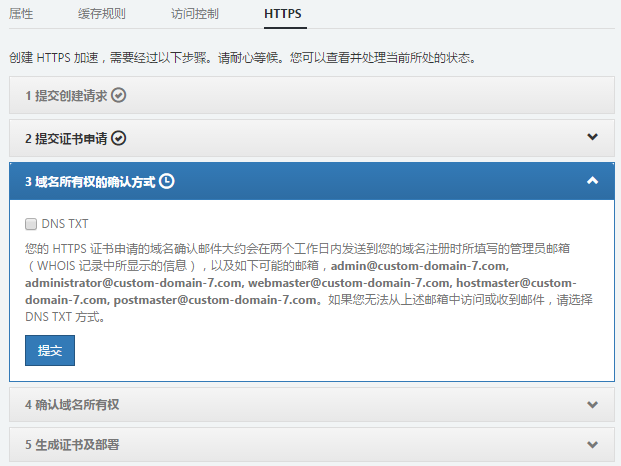 属性 缓存规则 访问控制 HTTPS
创建 HTTPS 加速，需要经过以下步骤。请耐心等候。您可以查看并处理当前所处的状态。
1 提交创建请求
2 提交证书申请
3 域名所有权的确认方式
DNS TXT
您的 HTTPS 证书申请的域名确认邮件大约会在两个工作日内发送到您的域名注册时所填写的管理员邮箱
（WHOIS 记录中所显示的信息），以及如下可能的邮箱，admin@custom-domain-7.com,
administrator@custom-domain-7.com, webmaster@custom-domain-7.com, hostmaster@custom-
domain-7.com, postmaster@custom-domain-7.com。如果您无法从上述邮箱中访问或收到邮件，请选择
DNS TXT 方式。
提交
4 确认域名所有权
5 生成证书及部署